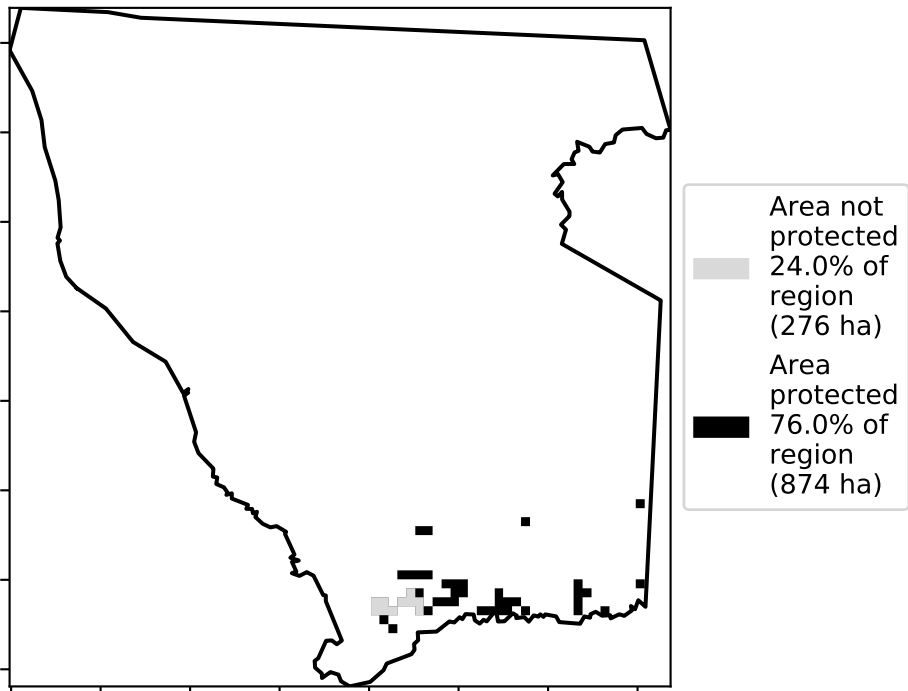 Area not
protected
24.0% of
region
(276 ha)
Area
protected
76.0% of
region
(874 ha)